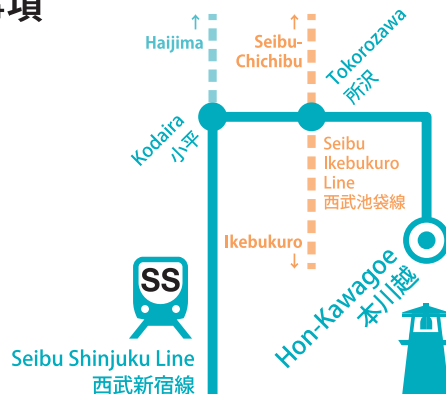 項
↑
Haijima
↑
Seibu-
Chichibu
Tokorozawa
所沢
Kodaira
小平
Seibu
Ikebukuro
Line
西武池袋線
Ikebukuro
↓
Hon-Kawagoe
本川越
SS
Seibu Shinjuku Line
西武新宿線